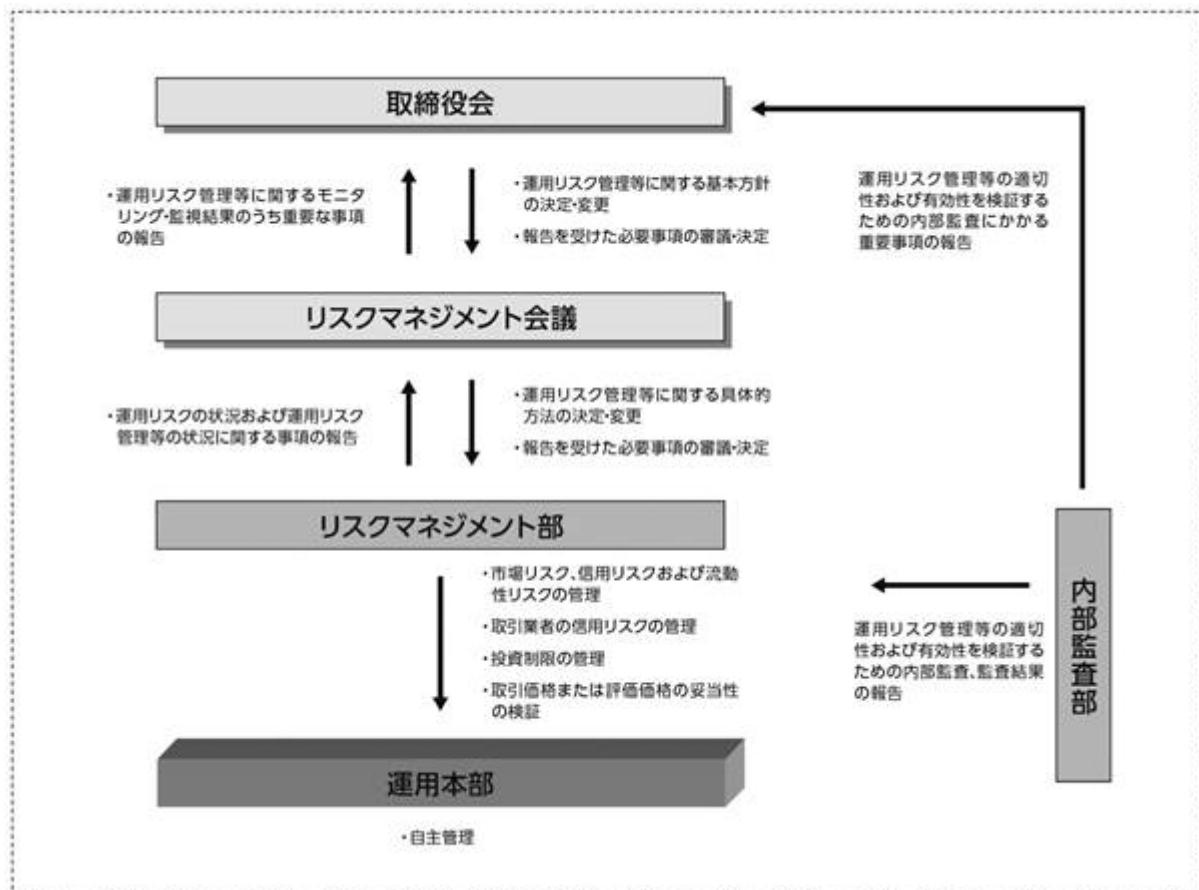 取締役会
・運用リスク管理等に関するモニタ
リング・監視結果のうち重要な事項
の報告
・運用リスク管理等に関する基本方針
の決定・変更
・報告を受けた必要事項の審議・決定
運用リスク管理等の適切
性および有効性を検証する
ための内部監査にかかる
重要事項の報告
リスクマネジメント会議
・運用リスクの状況および運用リスク
管理等の状況に関する事項の報告
・運用リスク管理等に関する具体的
方法の決定・変更
・報告を受けた必要事項の審議・決定
リスクマネジメント部
・市場リスク、信用リスクおよび流動
性リスクの管理
・取引業者の信用リスクの管理
・投資制限の管理
・取引価格または評価価格の妥当性
の検証
運用リスク管理等の適切
性および有効性を検証する
ための内部監査、監査結果
の報告
内部監査部
運用本部
・自主管理